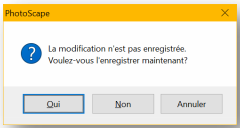 PhotoScape
La modification n'est pas enregistrée.
Voulez-vous l'enregistrer maintenant?
Oui
Non
Annuler